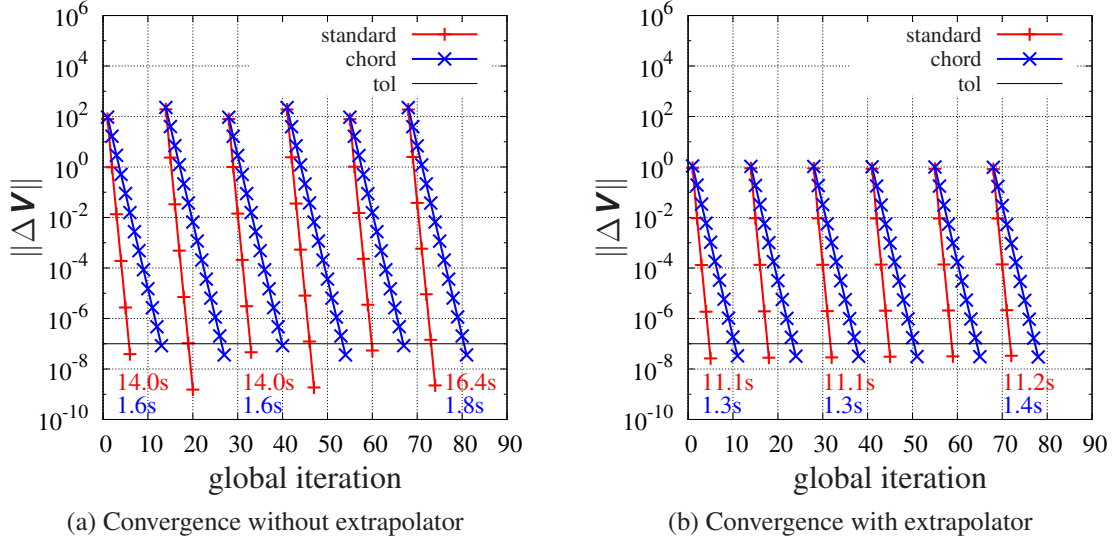 10^6
10^4
10^2
10^0
10^-2
10^-4
10^-6
10^-8
10^-10
||ΔV||
standard
chord
tol
14.0s 14.0s 16.4s
1.6s 1.6s 1.8s
0 10 20 30 40 50 60 70 80 90
global iteration
(a) Convergence without extrapolator
10^6
10^4
10^2
10^0
10^-2
10^-4
10^-6
10^-8
10^-10
||ΔV||
standard
chord
tol
11.1s 11.1s 11.2s
1.3s 1.3s 1.4s
0 10 20 30 40 50 60 70 80 90
global iteration
(b) Convergence with extrapolator